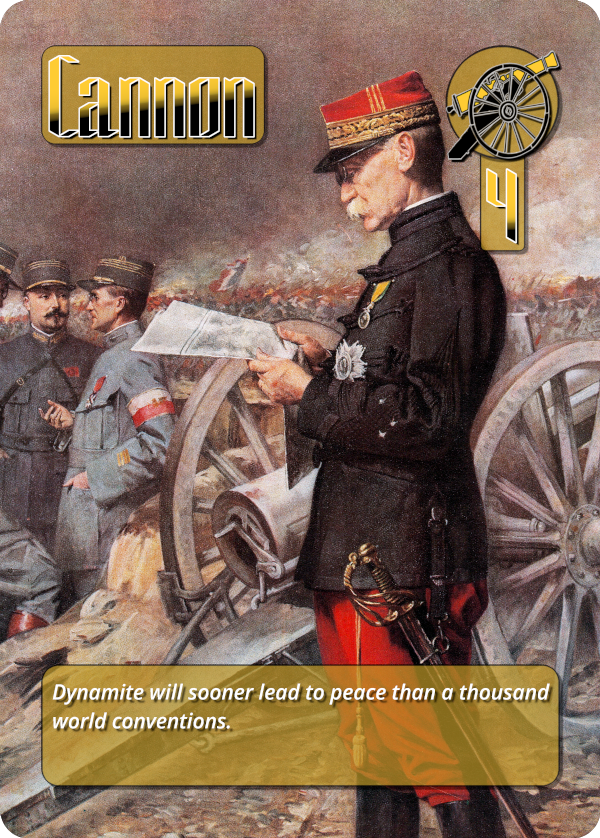 Cannon
4
Dynamite will sooner lead to peace than a thousand
world conventions.